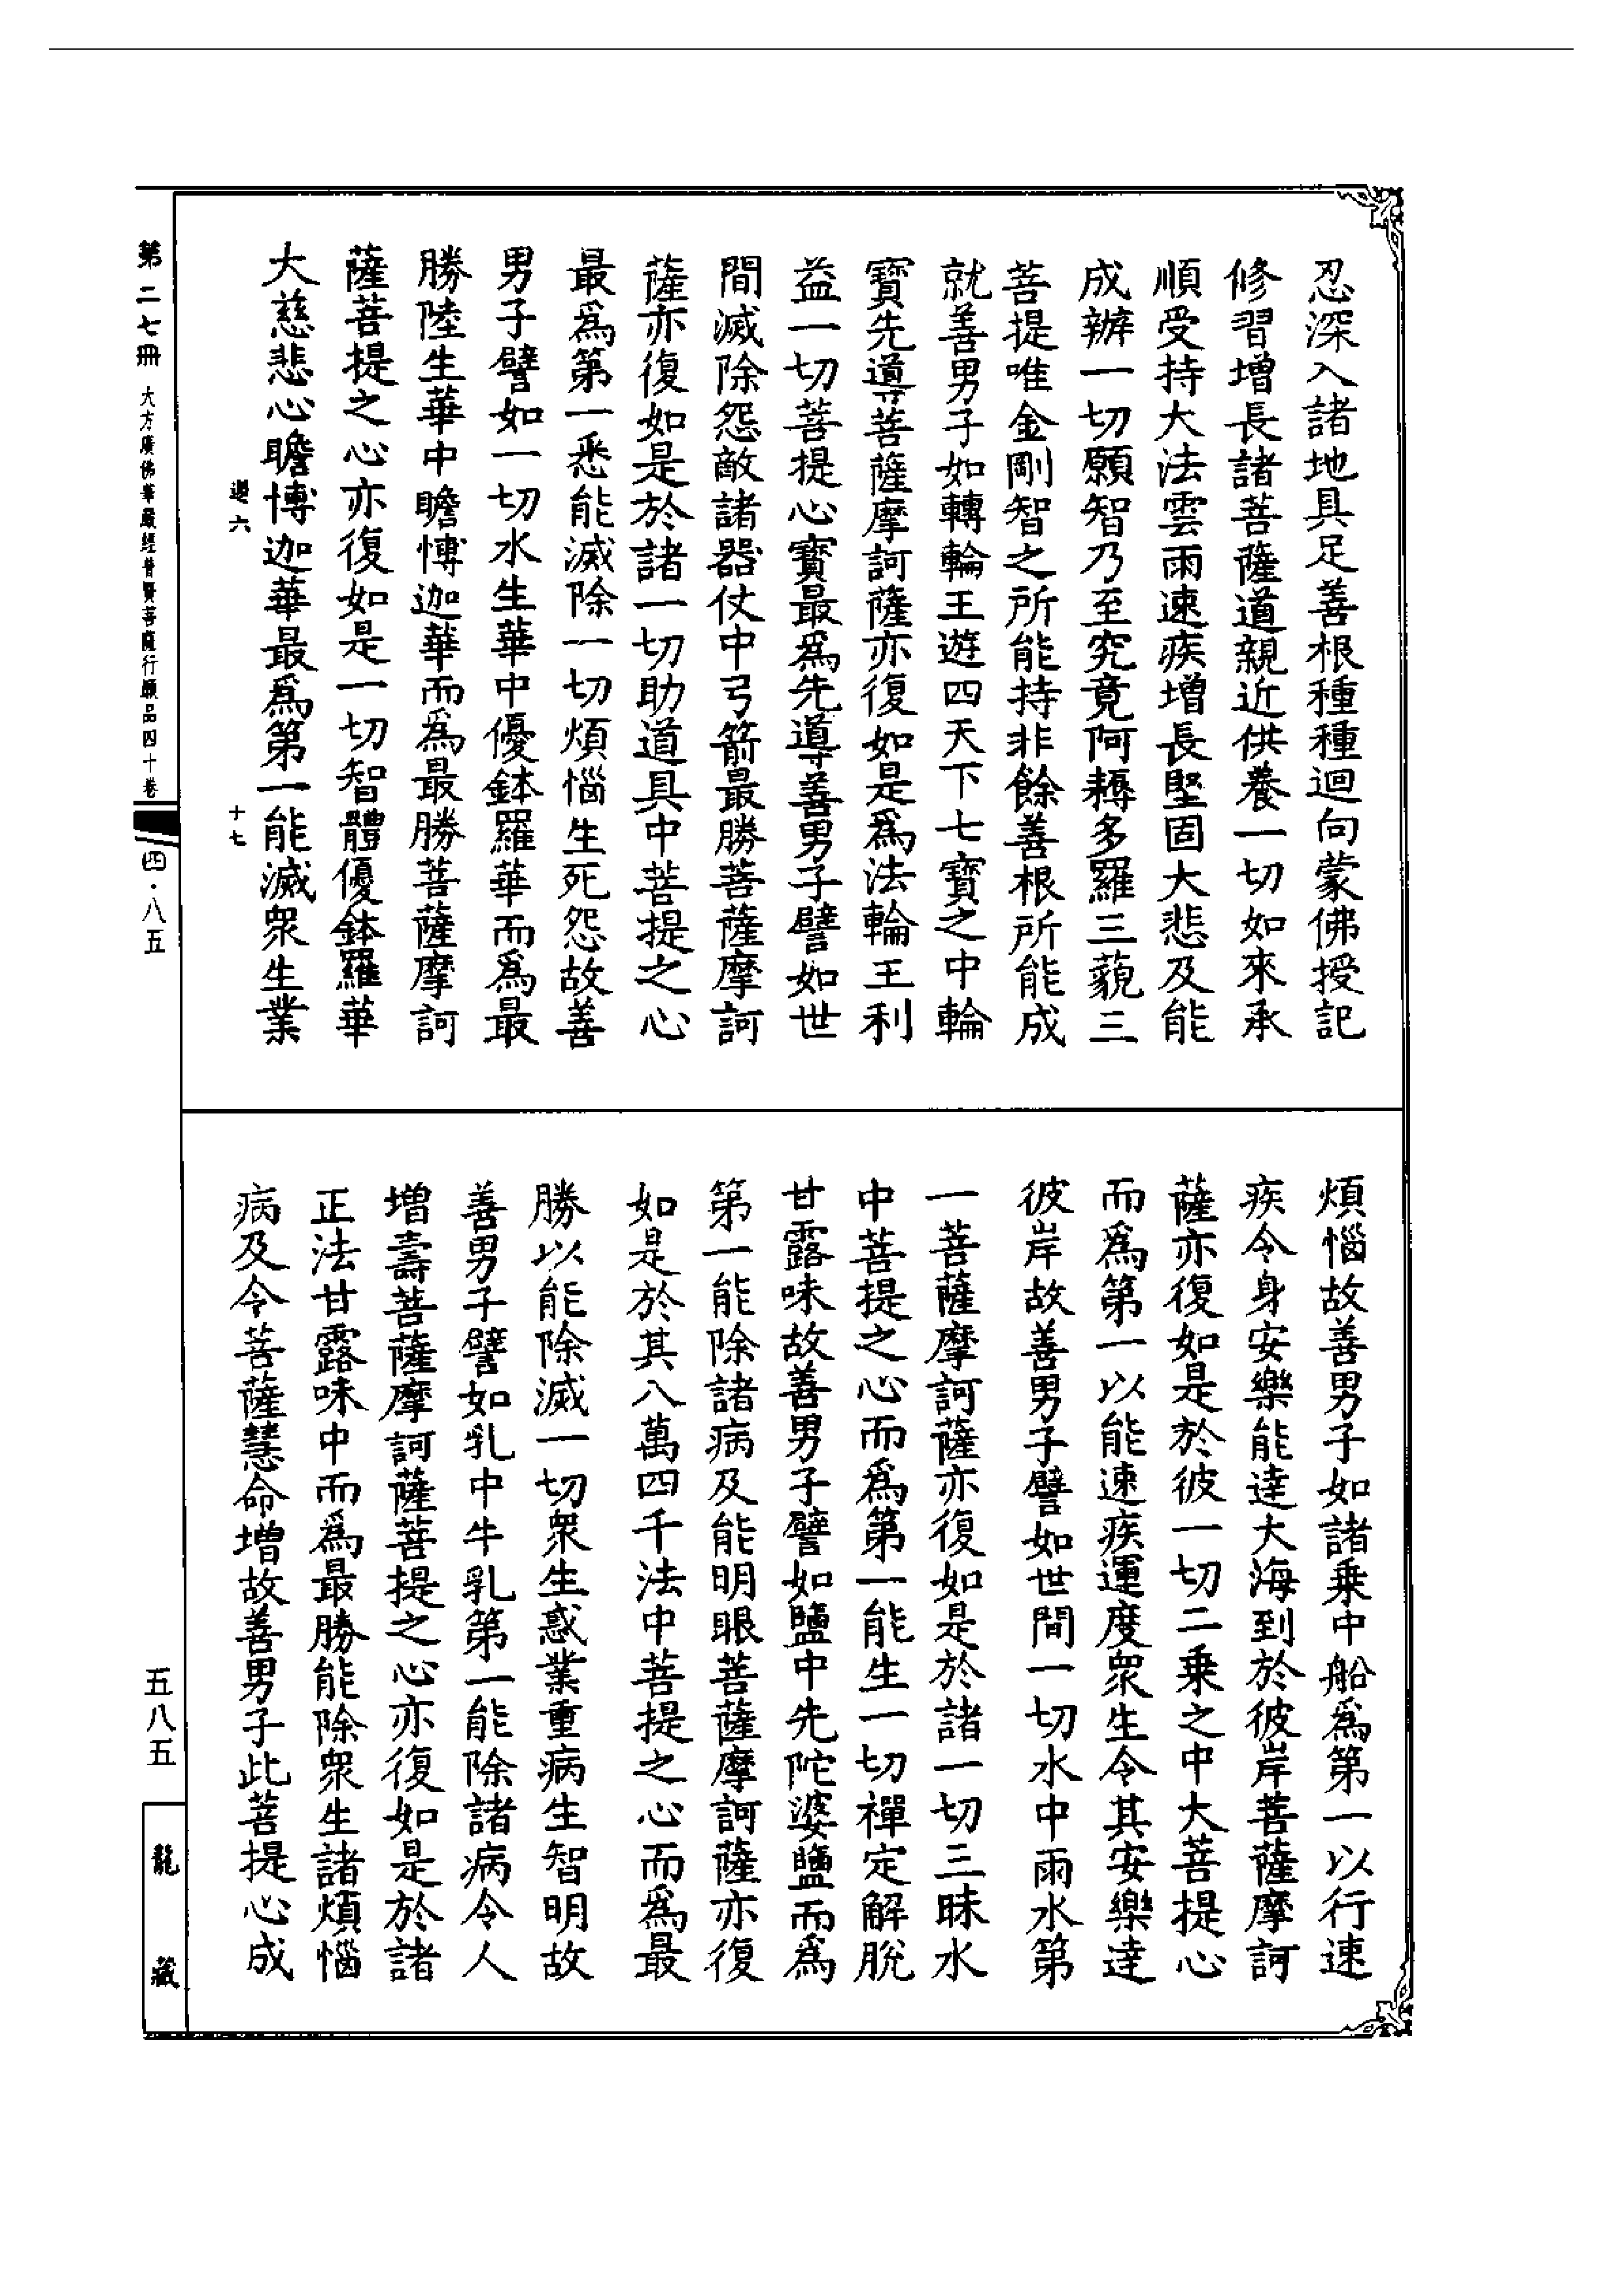 忍深入諸地具足善根種種迴向蒙佛授記
修習增長諸菩薩道親近供養一切如來承
順受持大法雲雨速疾增長堅固大悲及能
成辦一切願智乃至究竟阿耨多羅三藐三
菩提唯金剛智之所能持非餘善根所能成
就善男子如轉輪王遊四天下七寶之中輪
寶先導菩薩摩訶薩亦復如是爲法輪王利
益一切菩提心寶最爲先導善男子譬如世
間滅除怨敵諸器仗中弓箭最勝菩薩摩訶
薩亦復如是於諸一切助道具中菩提之心
最爲第一悉能滅除一切煩惱生死怨故善
男子譬如一切水生華中優鉢羅華而爲最
勝陸生華中瞻博迦華而爲最勝菩薩摩訶
薩菩提之心亦復如是一切智體優鉢羅華
大慈悲心瞻博迦華最爲第一能滅衆生業
遐六
十七
煩惱故善男子如諸乘中船爲第一以行速
疾令身安樂能達大海到於彼岸菩薩摩訶
薩亦復如是於彼一切二乘之中大菩提心
而爲第一以能速疾運度衆生令其安樂達
彼岸故善男子譬如世間一切水中雨水第
一菩薩摩訶薩亦復如是於諸一切三昧水
中菩提之心而爲第一能生一切禪定解脫
甘露味故善男子譬如鹽中先陀婆鹽而爲
第一能除諸病及能明眼菩薩摩訶薩亦復
如是於其八萬四千法中菩提之心而爲最
勝以能除滅一切衆生惑業重病生智明故
善男子譬如乳中牛乳第一能除諸病令人
增壽菩薩摩訶薩菩提之心亦復如是於諸
正法甘露味中而爲最勝能除衆生諸煩惱
病及令菩薩慧命增故善男子此菩提心成
第二七冊 大方廣佛華嚴經普賢菩薩行願品四十卷
四·八五
五八五
龍藏